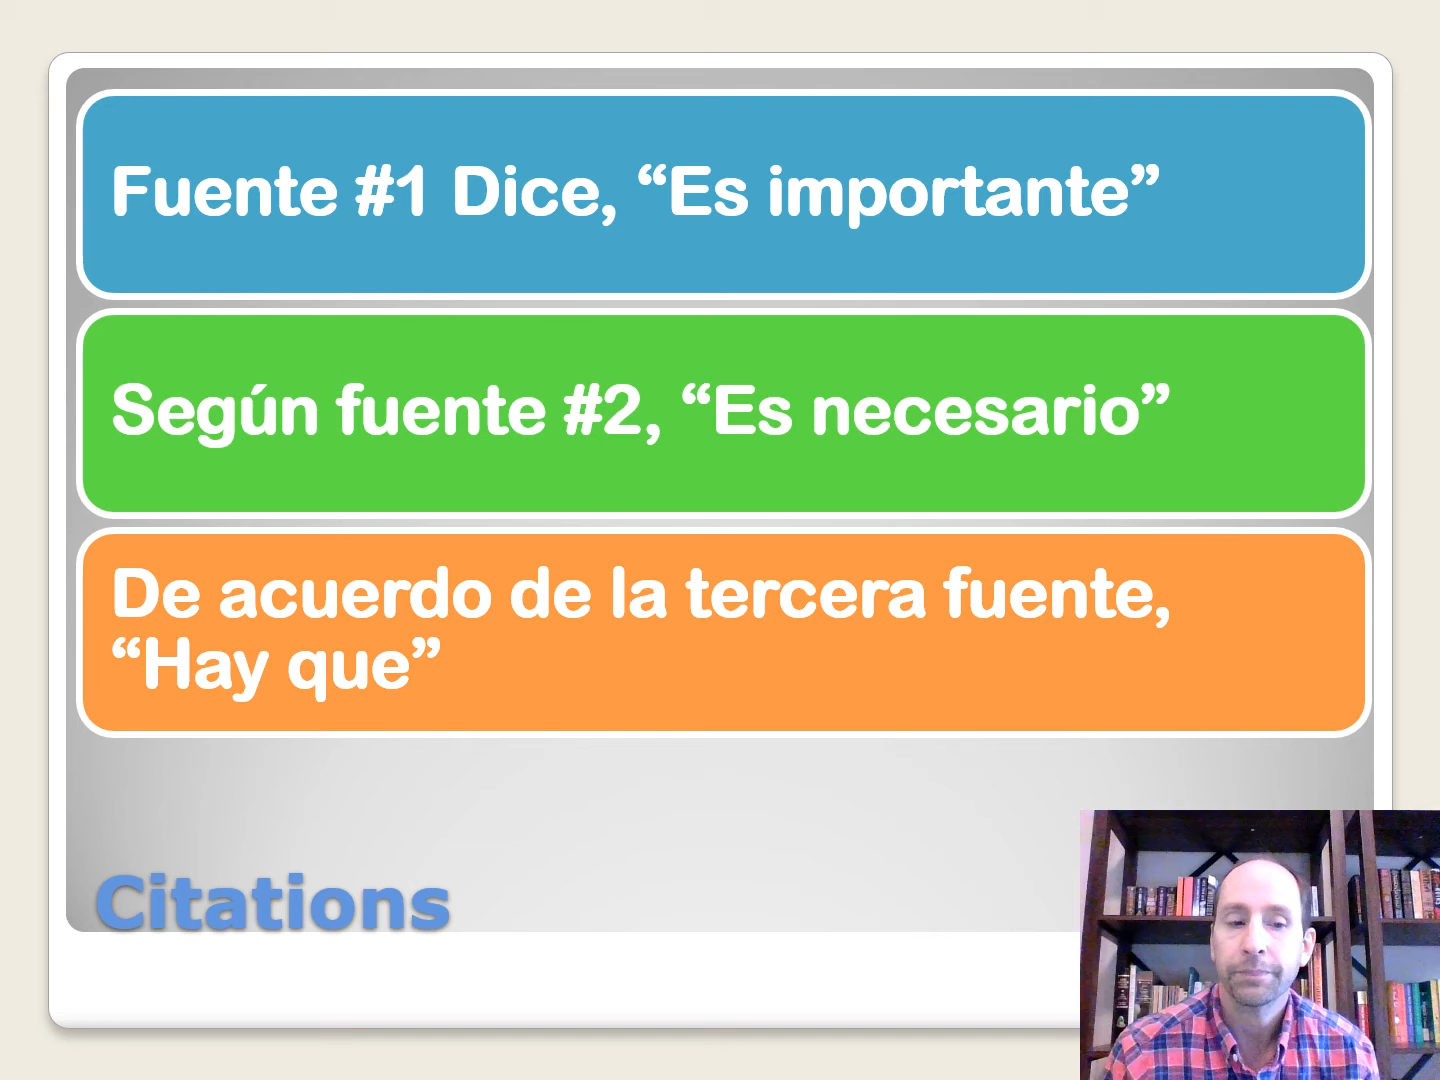 Fuente #1 Dice, “Es importante”
Según fuente #2, “Es necesario”
De acuerdo de la tercera fuente,
“Hay que”
Citations